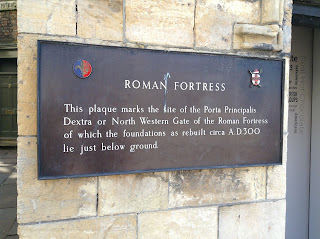 ROMAN FORTRESS
This plaque marks the site of the Porta Principalis
Dextra or North Western Gate of the Roman Fortress
of which the foundations as rebuilt circa A.D.300
lie just below ground.